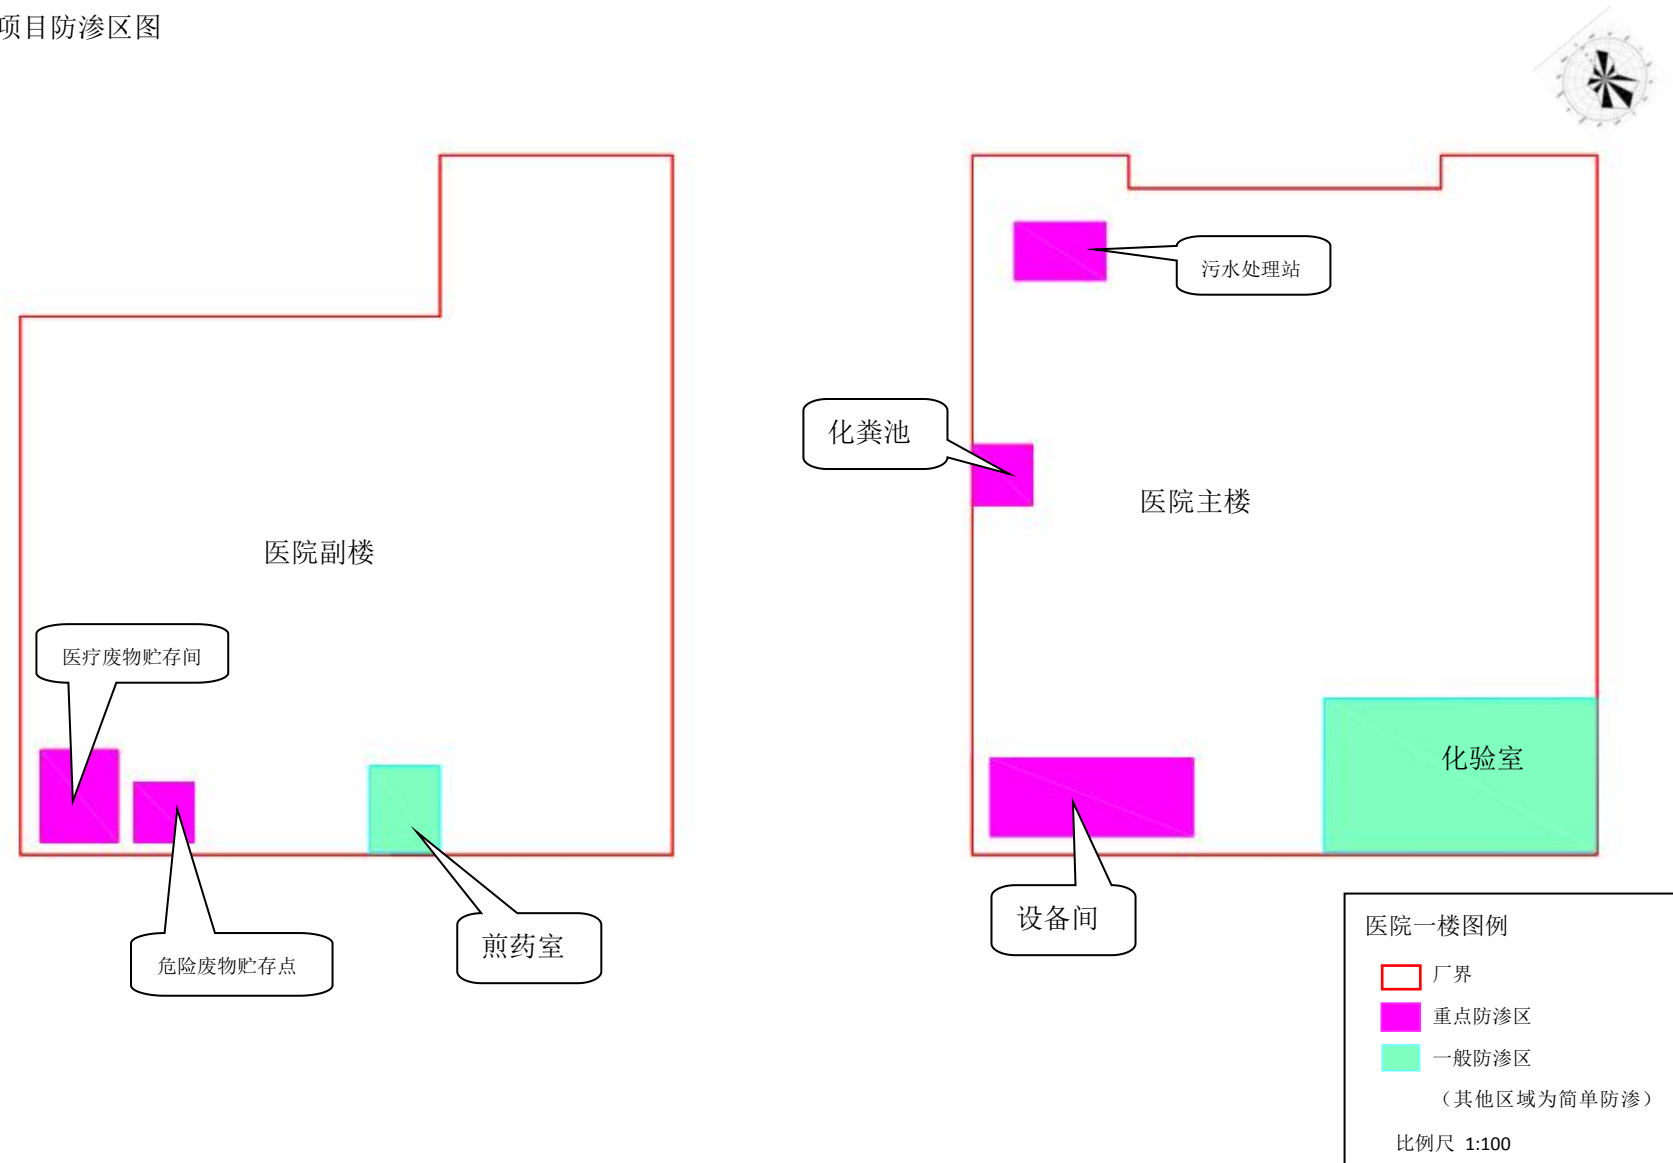 项目防渗区图
污水处理站
化粪池
医院主楼
医院副楼
医疗废物贮存间
化验室
设备间
煎药室
危险废物贮存点
医院一楼图例
厂界
重点防渗区
一般防渗区
（其他区域为简单防渗）
比例尺 1:100